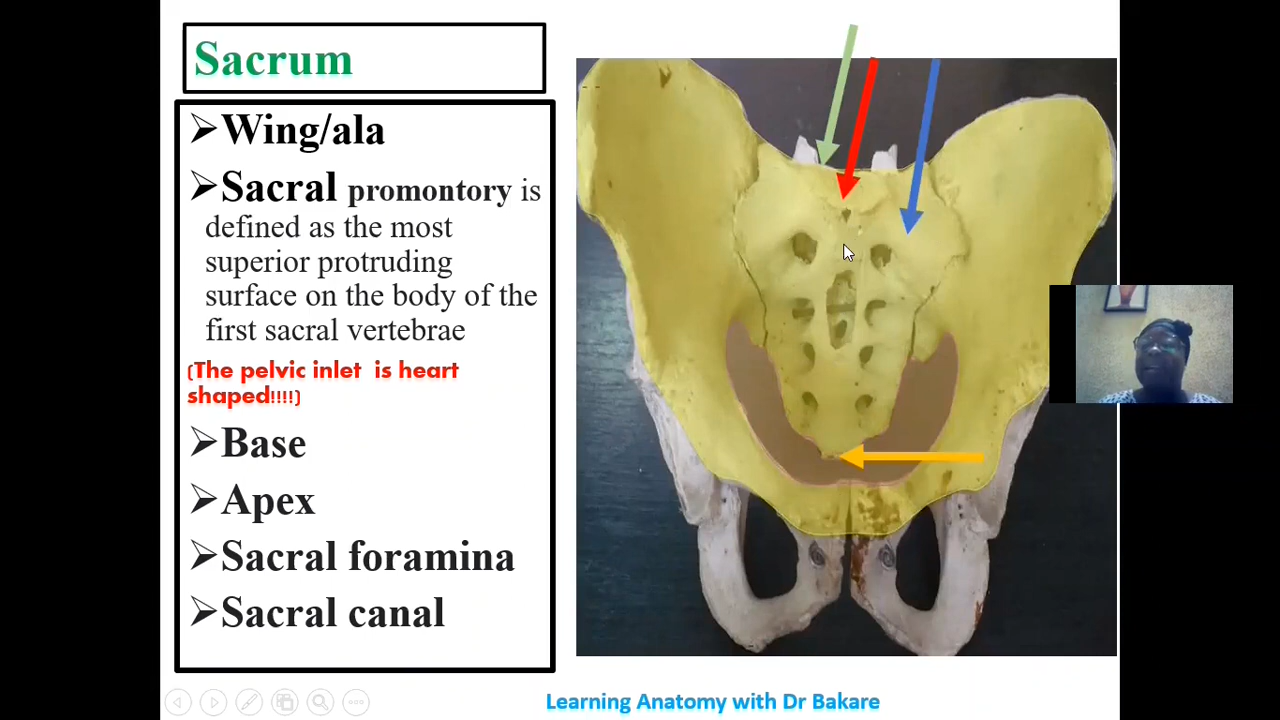 Sacrum
➢Wing/ala
➢Sacral promontory is
defined as the most
superior protruding
surface on the body of the
first sacral vertebrae
(The pelvic inlet is heart
shaped!!!!)
➢Base
➢Apex
➢Sacral foramina
➢Sacral canal
Learning Anatomy with Dr Bakare